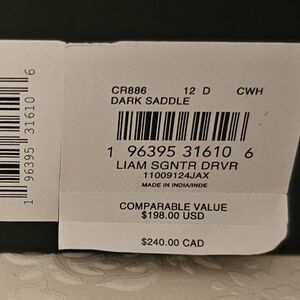 1 96395 31610 6
CR886 12 D CWH
DARK SADDLE
1 96395 31610 6
LIAM SGNTR DRVR
11009124JAX
MADE IN INDIA/INDE
COMPARABLE VALUE
$198.00 USD
$240.00 CAD